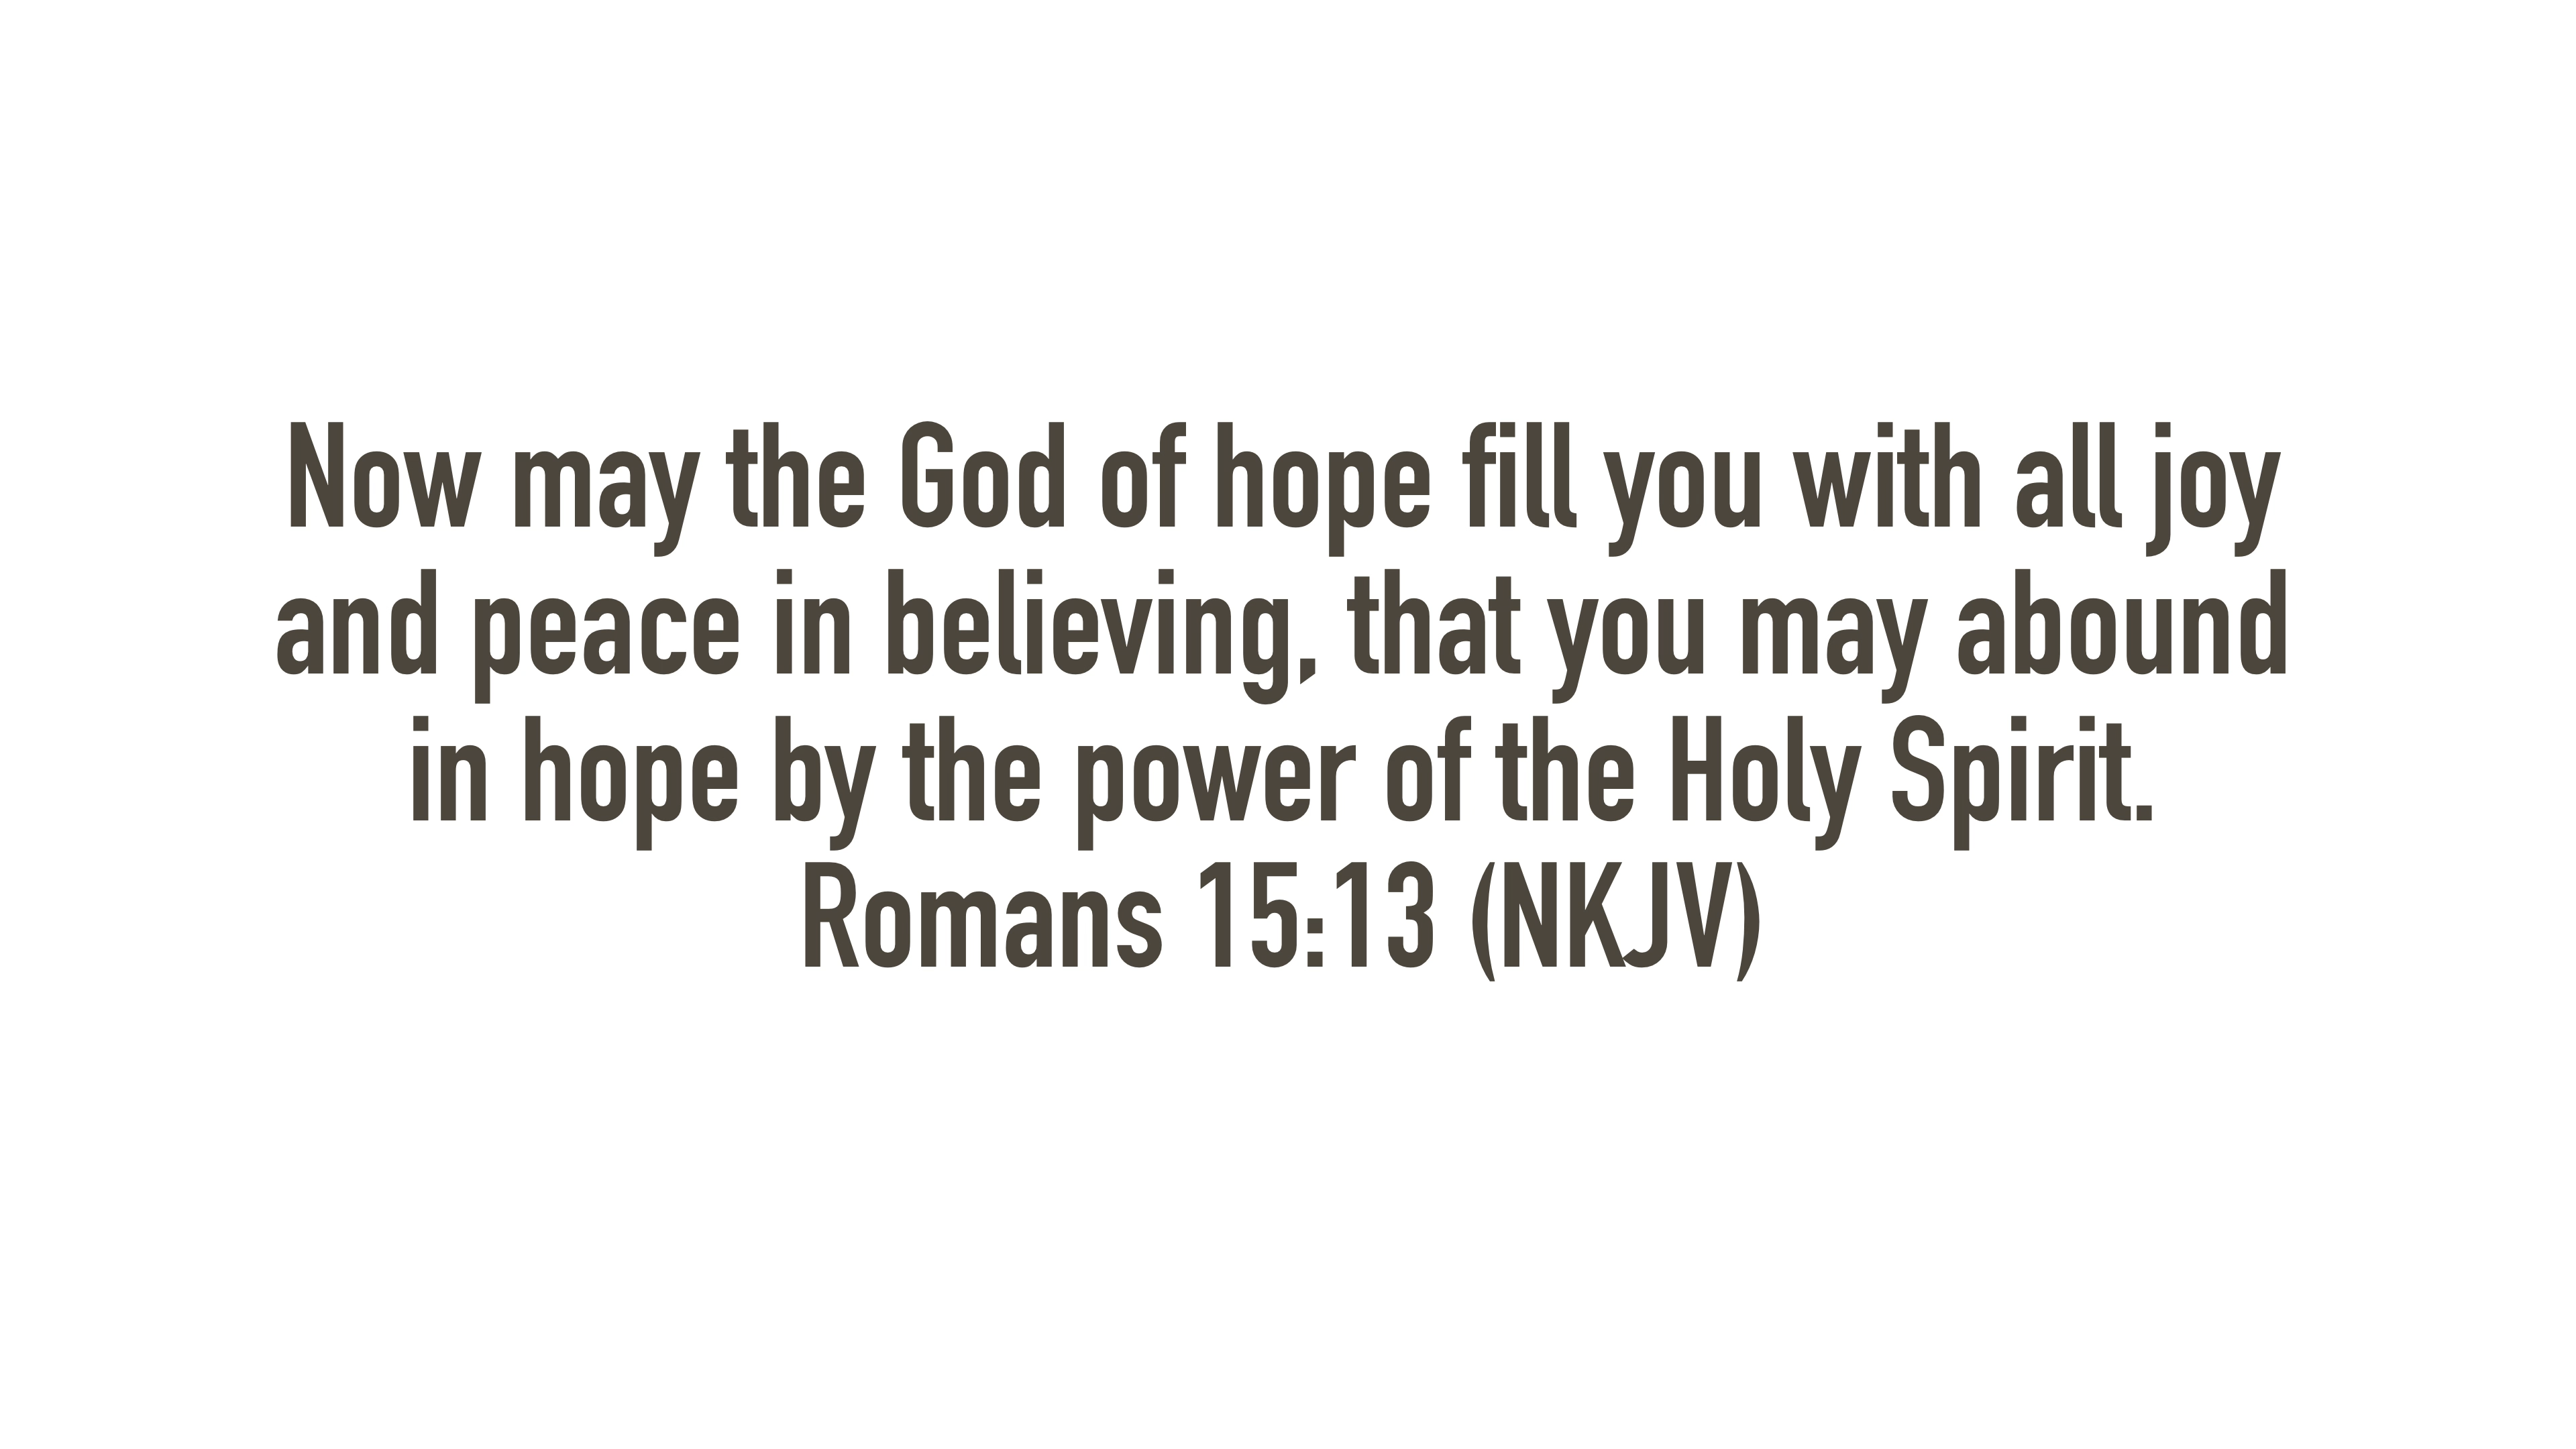 Now may the God of hope fill you with all joy
and peace in believing, that you may abound
in hope by the power of the Holy Spirit.
Romans 15:13 (NKJV)